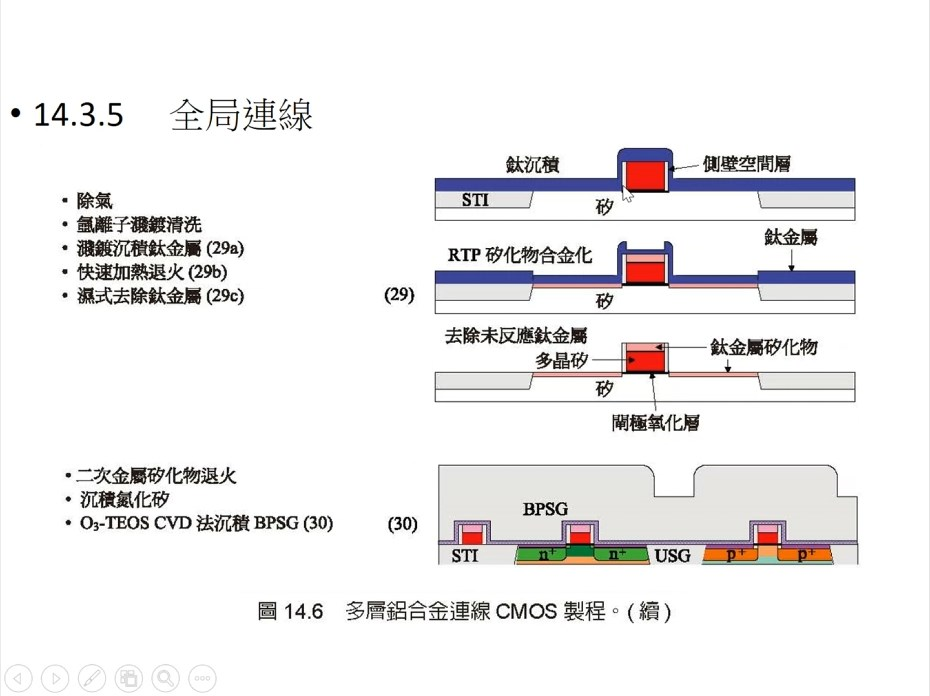 • 14.3.5 全局連線
鈦沉積
側壁空間層
STI
矽
• 除氣
• 氬離子濺鍍清洗
• 濺鍍沉積鈦金屬 (29a)
• 快速加熱退火 (29b)
• 濕式去除鈦金屬 (29c)
(29)
RTP 矽化物合金化
鈦金屬
矽
去除未反應鈦金屬
多晶矽
鈦金屬矽化物
矽
閘極氧化層
• 二次金屬矽化物退火
• 沉積氮化矽
• O₃-TEOS CVD 法沉積 BPSG (30)
(30)
BPSG
STI
n⁺
n⁺
USG
p⁺
p⁺
圖 14.6 多層鋁合金連線 CMOS 製程。( 續 )